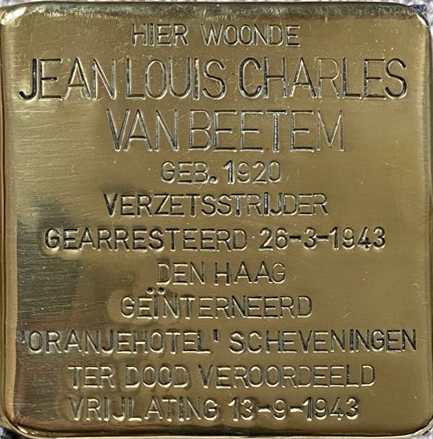 HIER WOONDE
JEAN LOUIS CHARLES
VAN BEETEM
GEB. 1920
VERZETSSTRIJDER
GEARRESTEERD 26-3-1943
DEN HAAG
GEÏNTERNEERD
'ORANJEHOTEL' SCHEVENINGEN
TER DOOD VEROORDEELD
VRIJLATING 13-9-1943